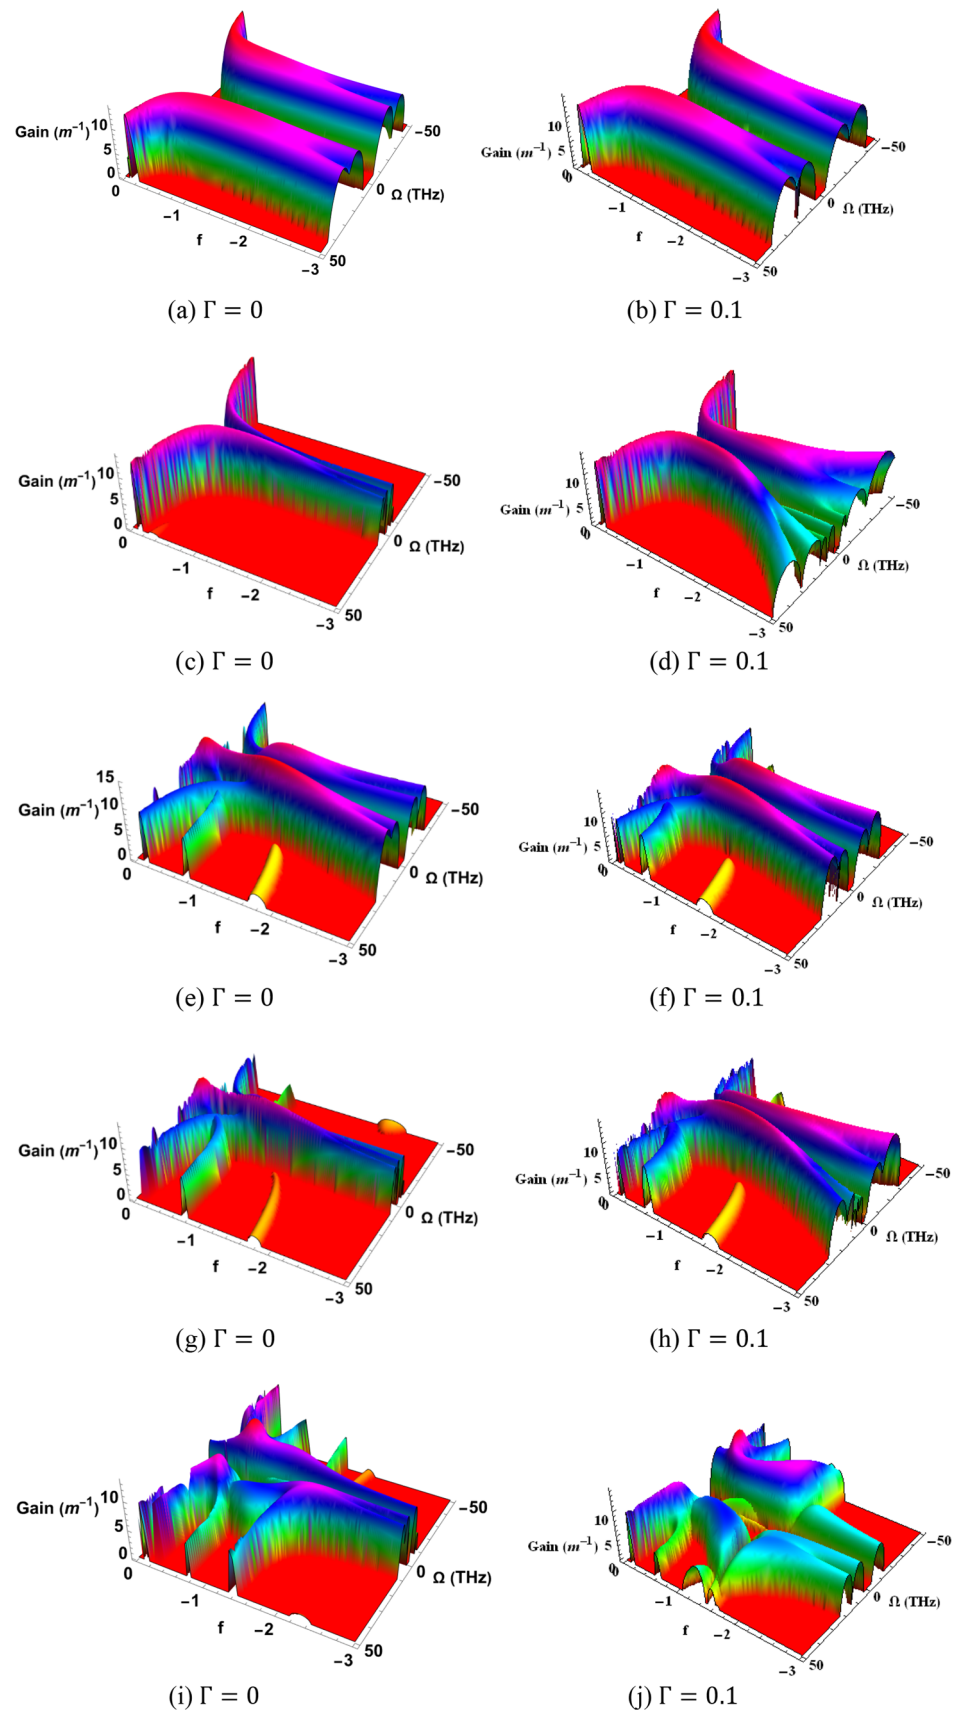 Gain (m⁻¹) 10
5
0
0
−1
f −2
−3
50
0 Ω (THz)
−50
10
Gain (m⁻¹) 5
0
0
−1
f −2
−3
50
0 Ω (THz)
−50
(a) Γ = 0
(b) Γ = 0.1
Gain (m⁻¹) 10
5
0
0
−1
f −2
−3
50
0 Ω (THz)
−50
10
Gain (m⁻¹) 5
0
0
−1
f −2
−3
50
0 Ω (THz)
−50
(c) Γ = 0
(d) Γ = 0.1
15
Gain (m⁻¹) 10
5
0
0
−1
f −2
−3
50
0 Ω (THz)
−50
10
Gain (m⁻¹) 5
0
0
−1
f −2
−3
50
0 Ω (THz)
−50
(e) Γ = 0
(f) Γ = 0.1
Gain (m⁻¹) 10
5
0
0
−1
f −2
−3
50
0 Ω (THz)
−50
10
Gain (m⁻¹) 5
0
0
−1
f −2
−3
50
0 Ω (THz)
−50
(g) Γ = 0
(h) Γ = 0.1
Gain (m⁻¹) 10
5
0
0
−1
f −2
−3
50
0 Ω (THz)
−50
10
Gain (m⁻¹) 5
0
0
−1
f −2
−3
50
0 Ω (THz)
−50
(i) Γ = 0
(j) Γ = 0.1